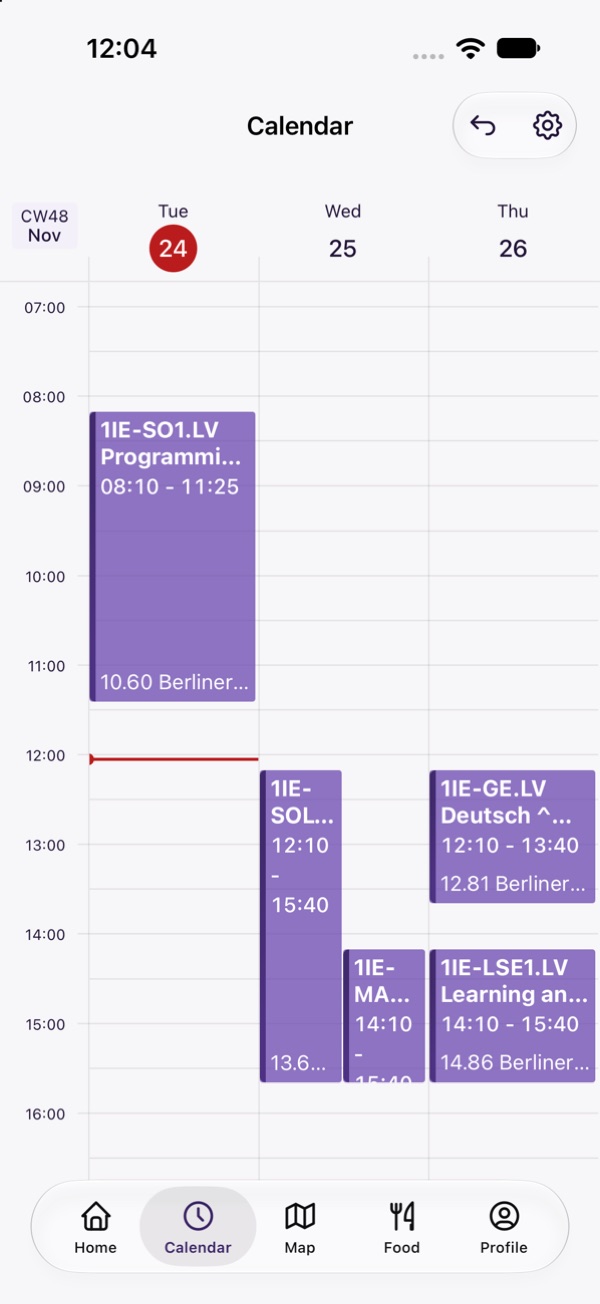 12:04
Calendar
CW48
Nov
Tue
24
Wed
25
Thu
26
07:00
08:00
09:00
10:00
11:00
12:00
13:00
14:00
15:00
16:00
1IE-SO1.LV
Programmi...
08:10 - 11:25
10.60 Berliner...
1IE-
SOL...
12:10
-
15:40
13.6...
1IE-
MA...
14:10
-
15:40
1IE-GE.LV
Deutsch ^...
12:10 - 13:40
12.81 Berliner...
1IE-LSE1.LV
Learning an...
14:10 - 15:40
14.86 Berliner...
Home
Calendar
Map
Food
Profile